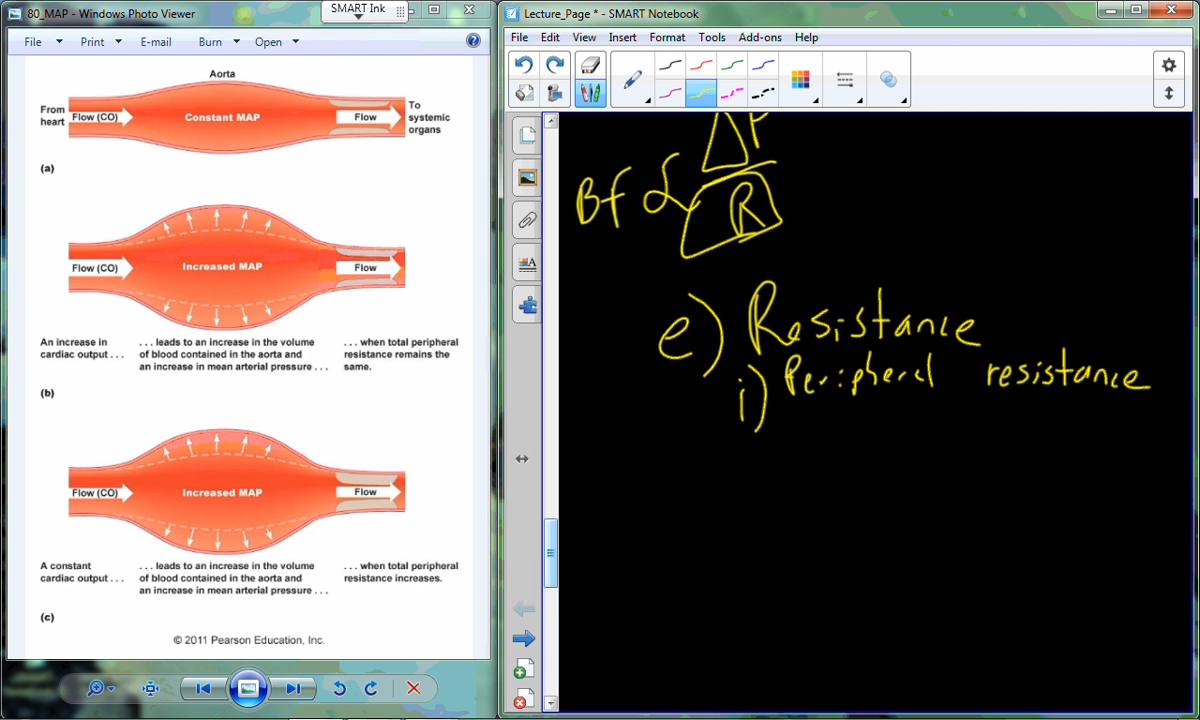 80_MAP - Windows Photo Viewer
SMART Ink
File Print E-mail Burn Open
Aorta
From heart
Flow (CO)
Constant MAP
Flow
To systemic organs
(a)
Flow (CO)
Increased MAP
Flow
An increase in
cardiac output . . .
. . . leads to an increase in the volume
of blood contained in the aorta and
an increase in mean arterial pressure . . .
. . . when total peripheral
resistance remains the
same.
(b)
Flow (CO)
Increased MAP
Flow
A constant
cardiac output . . .
. . . leads to an increase in the volume
of blood contained in the aorta and
an increase in mean arterial pressure . . .
. . . when total peripheral
resistance increases.
(c)
© 2011 Pearson Education, Inc.
Lecture_Page * - SMART Notebook
File Edit View Insert Format Tools Add-ons Help
Bf α ΔP
R
e) Resistance
i) Peripheral resistance